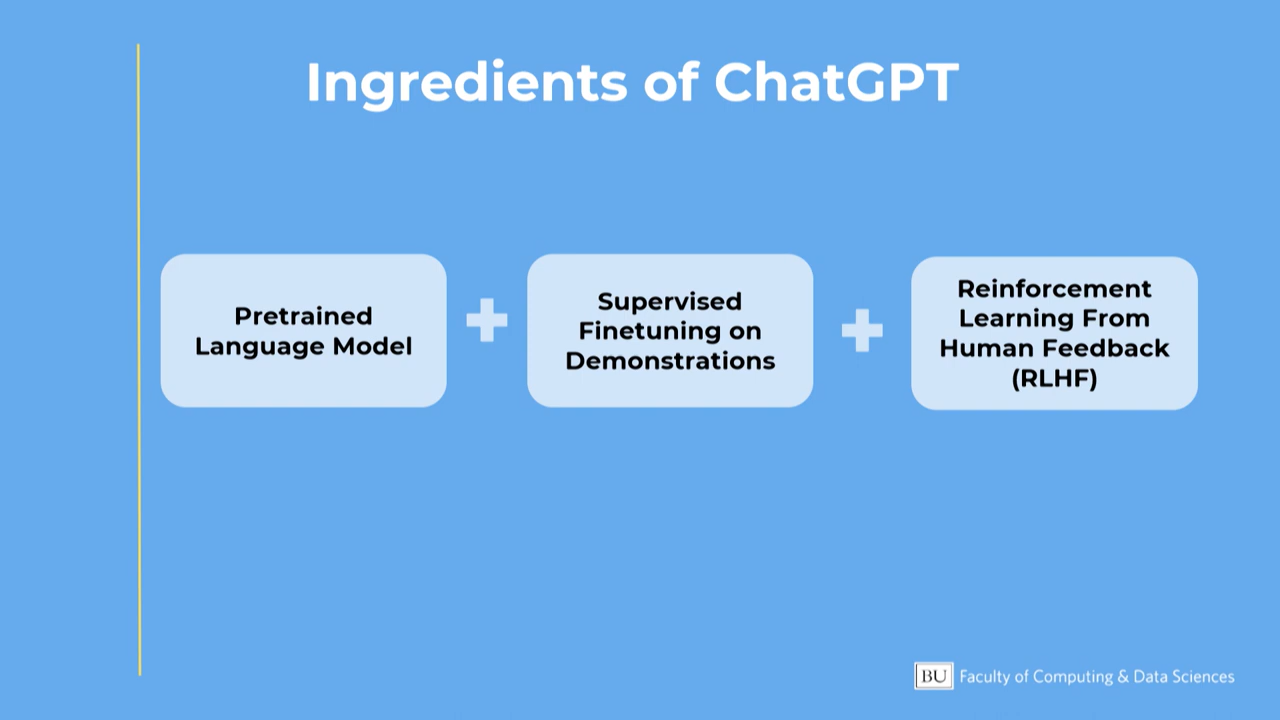 Ingredients of ChatGPT
Pretrained
Language Model
Supervised
Finetuning on
Demonstrations
Reinforcement
Learning From
Human Feedback
(RLHF)
BU Faculty of Computing & Data Sciences